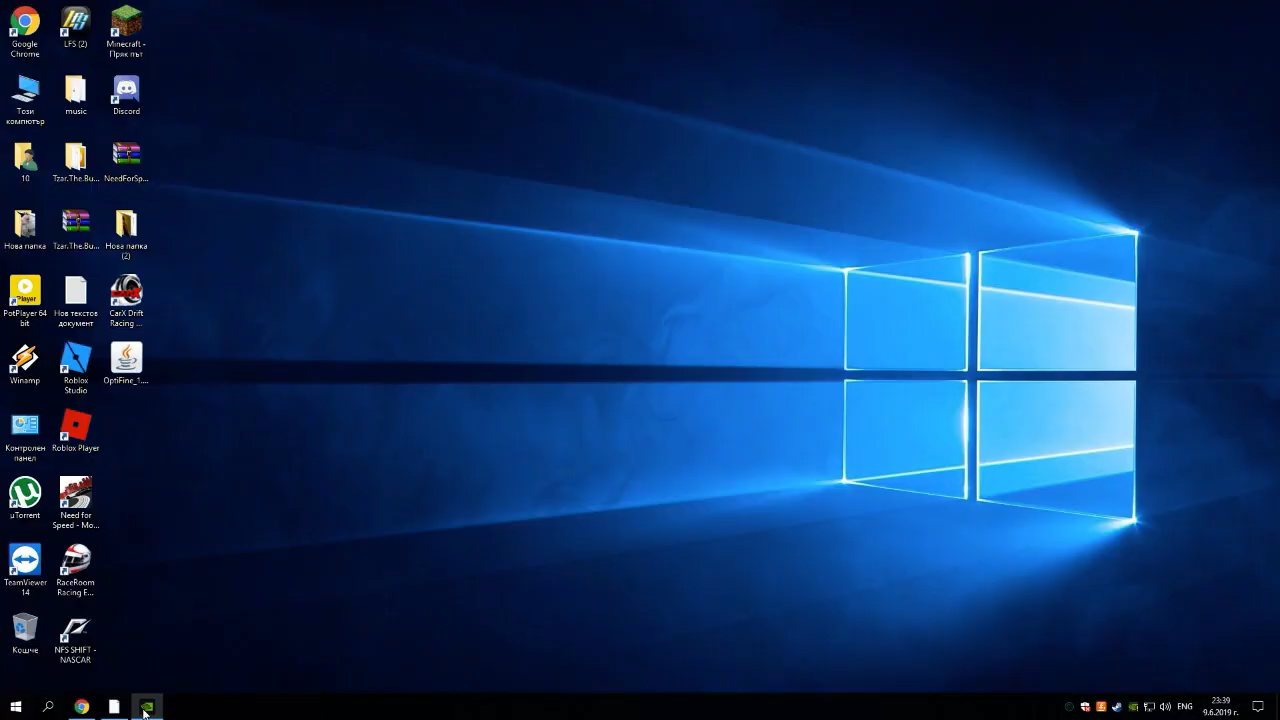 Google
Chrome
LFS (2)
Minecraft -
Пряк път
Този
компютър
music
Discord
10
Tzar.The.Bu...
NeedForSp...
Нова папка
Tzar.The.Bu...
Нова папка
(2)
Player
PotPlayer 64
bit
Нов текстов
документ
CarX Drift
Racing ...
Winamp
Roblox
Studio
OptiFine_1....
Контролен
панел
Roblox Player
µTorrent
Need for
Speed - Mo...
TeamViewer
14
RaceRoom
Racing E...
Кошче
NFS SHIFT -
NASCAR
ENG
23:39
9.6.2019 г.